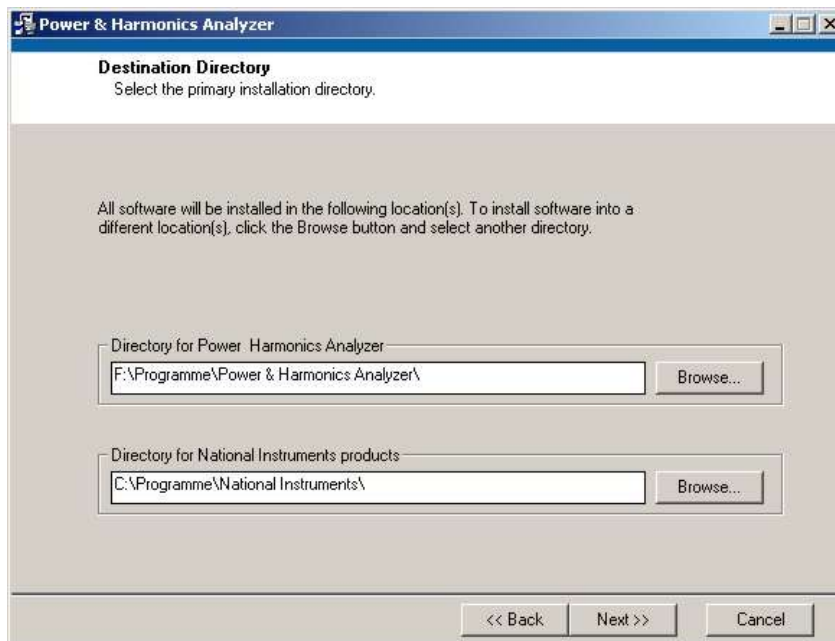 Power & Harmonics Analyzer
Destination Directory
Select the primary installation directory.
All software will be installed in the following location(s). To install software into a
different location(s), click the Browse button and select another directory.
Directory for Power  Harmonics Analyzer
F:\Programme\Power & Harmonics Analyzer\
Browse...
Directory for National Instruments products
C:\Programme\National Instruments\
Browse...
<< Back
Next >>
Cancel